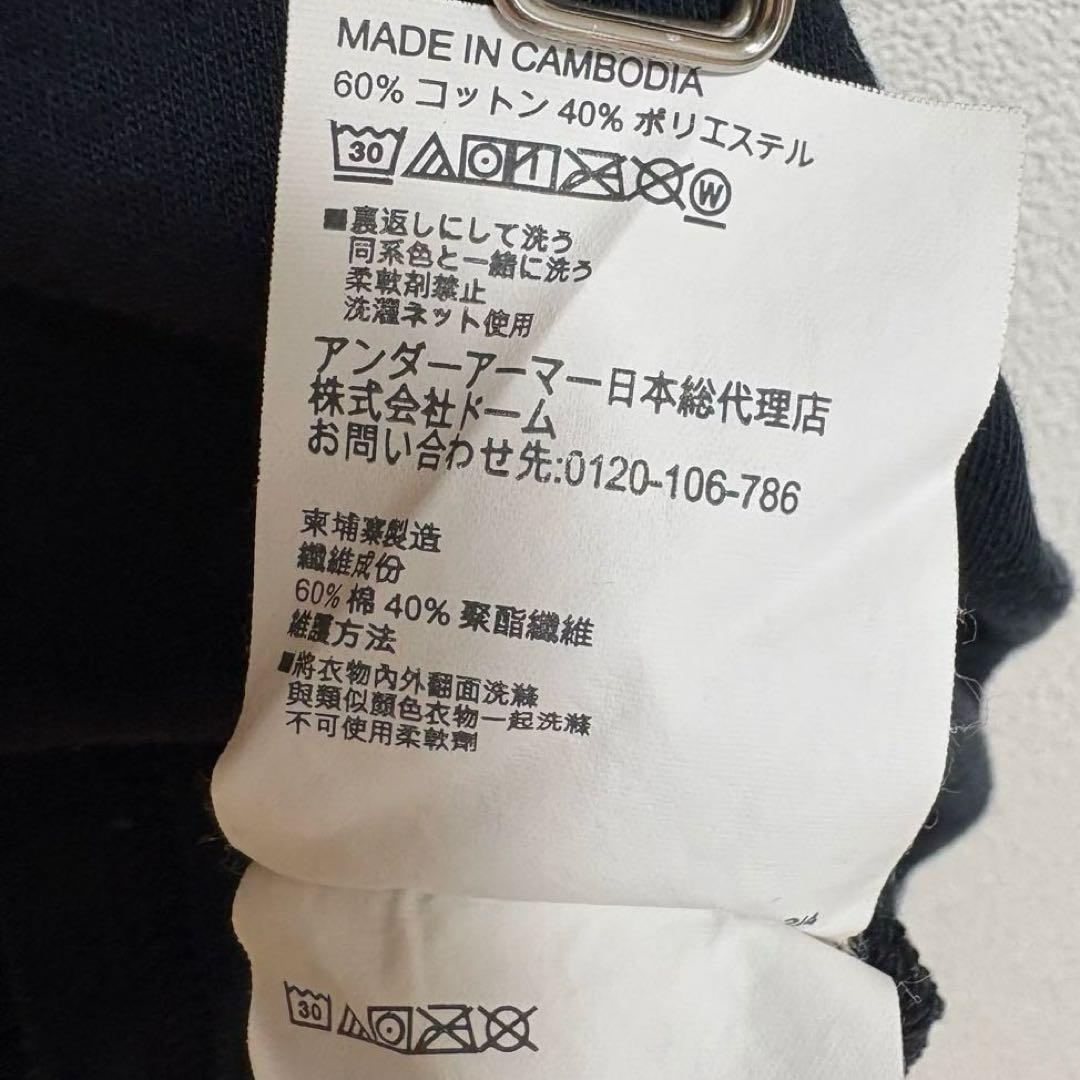 MADE IN CAMBODIA
60% コットン 40% ポリエステル
30 W
■裏返しにして洗う
同系色と一緒に洗う
柔軟剤禁止
洗濯ネット使用
アンダーアーマー日本総代理店
株式会社ドーム
お問い合わせ先:0120-106-786
柬埔寨製造
纖維成份
60% 棉 40% 聚酯纖維
維護方法
■將衣物內外翻面洗滌
與類似顏色衣物一起洗滌
不可使用柔軟劑
30